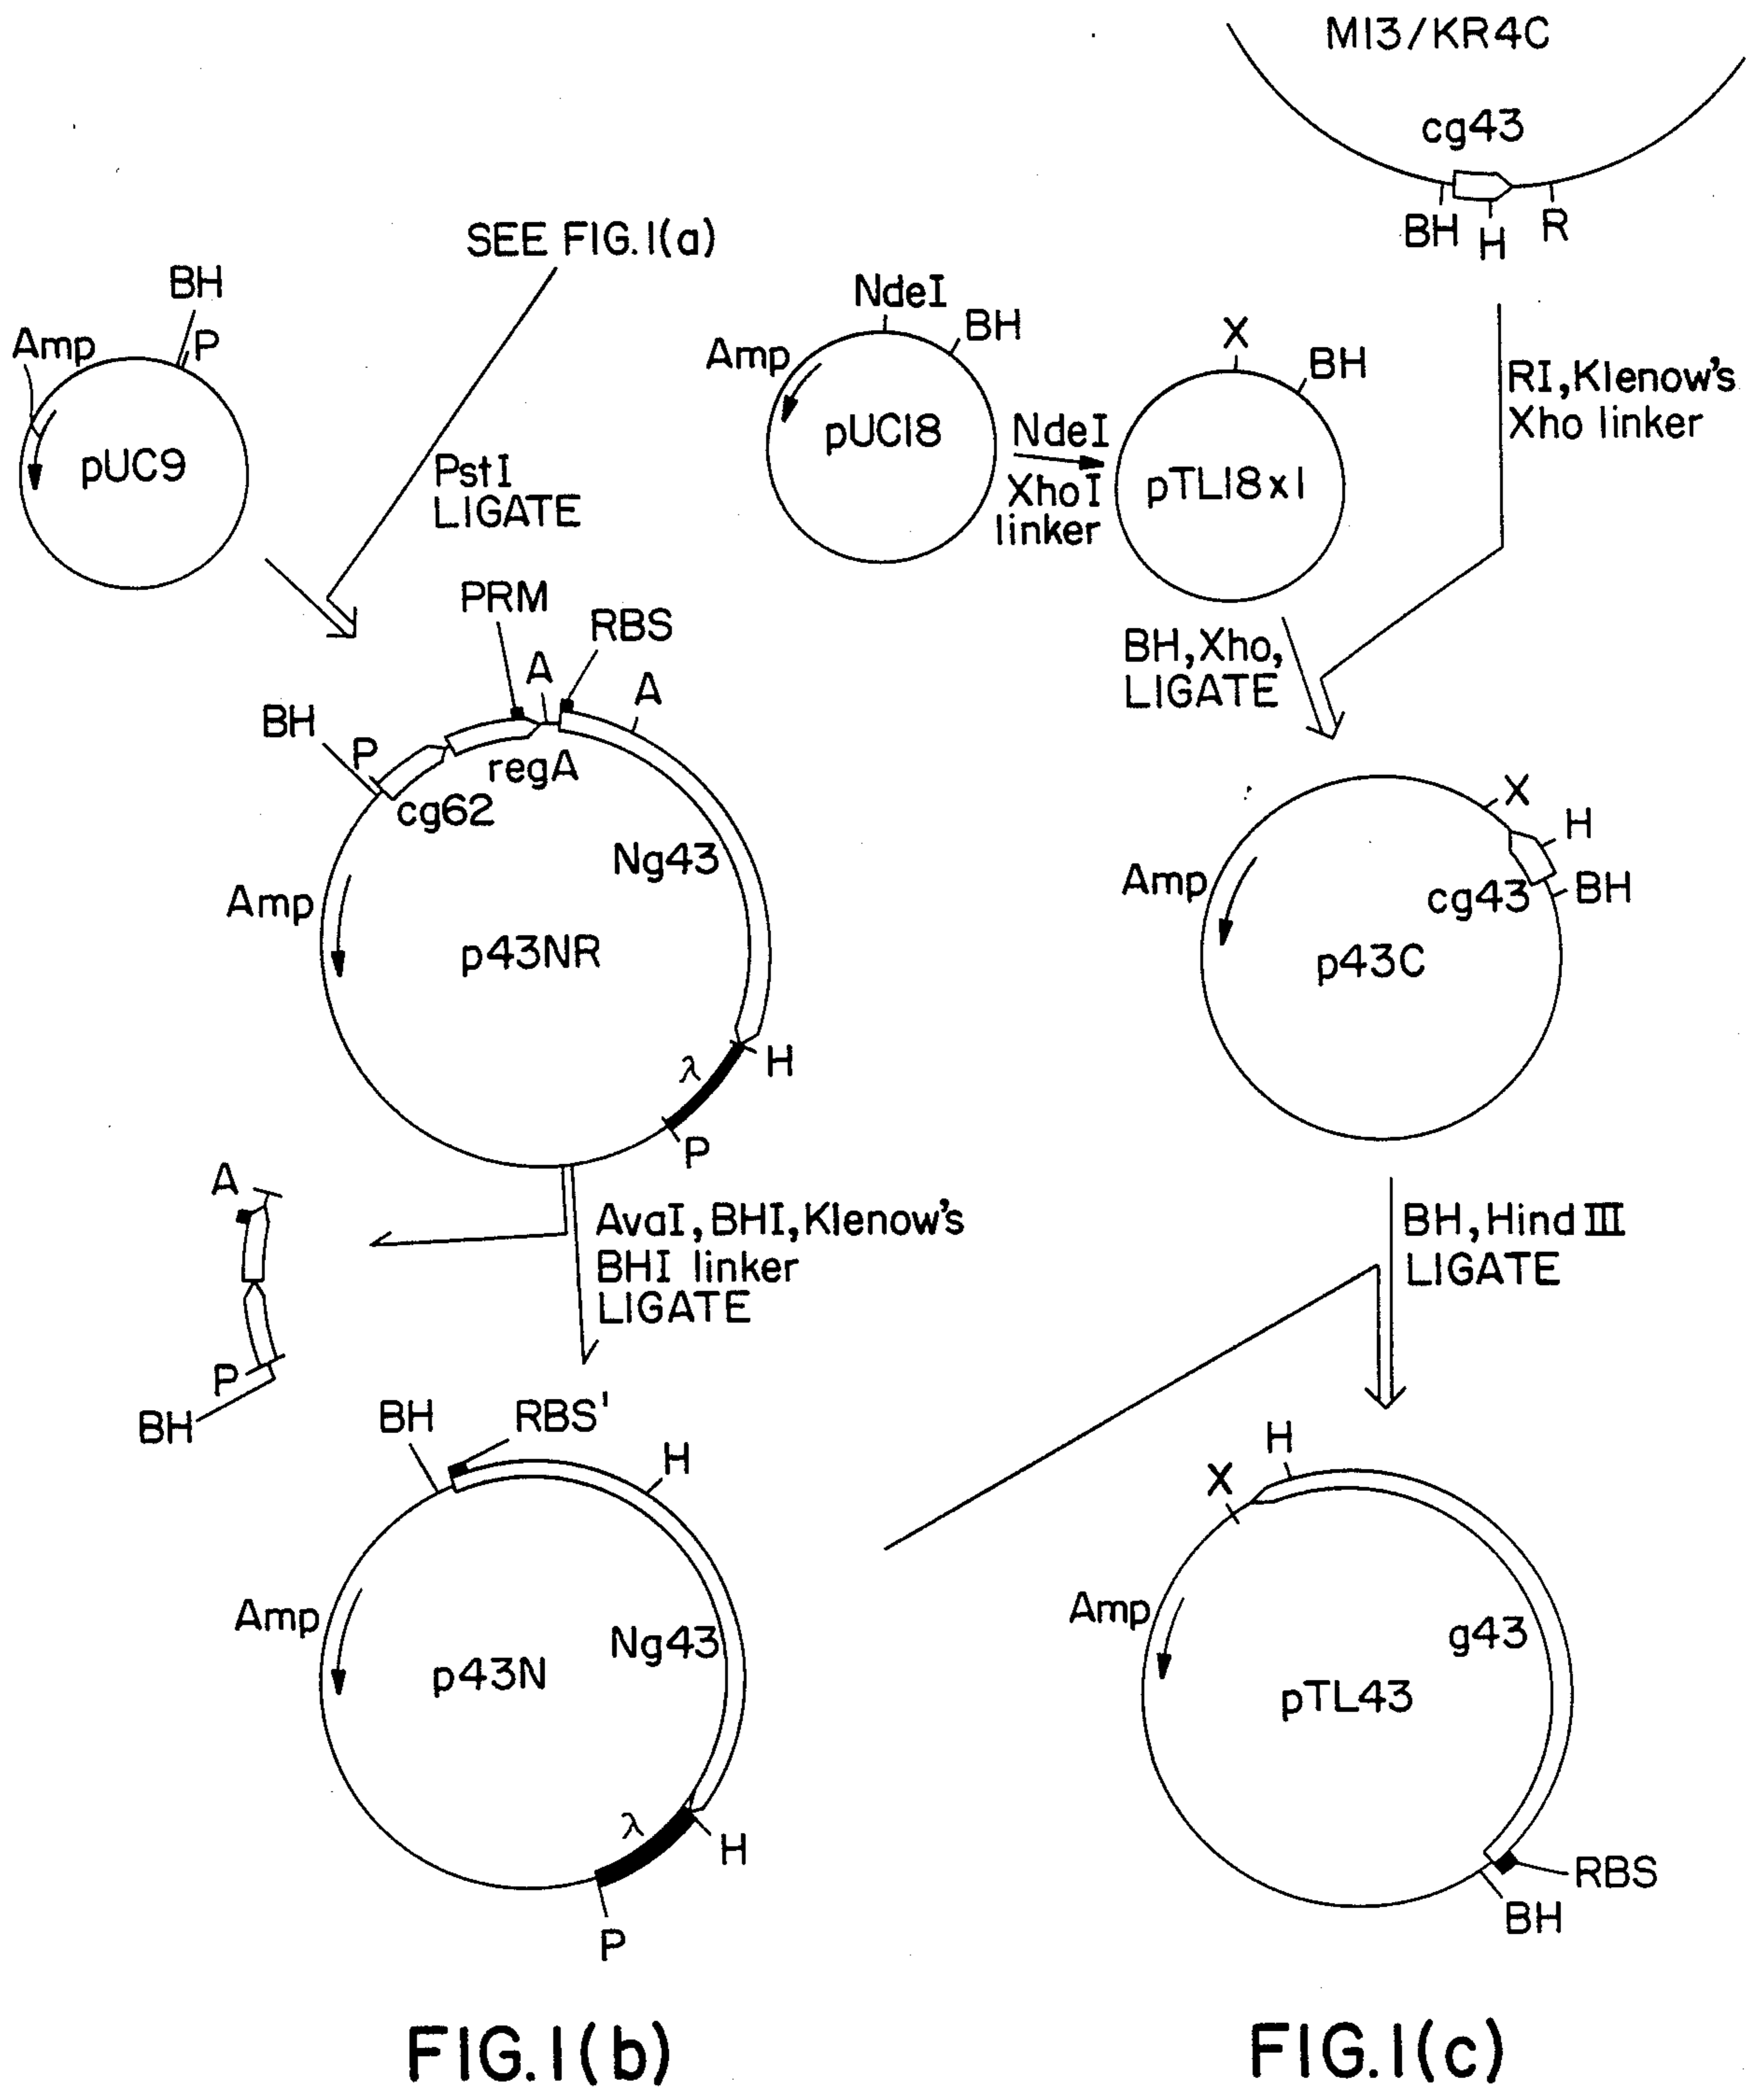 M13/KR4C
cg43
BH H R
SEE FIG.1(a)
BH
P
Amp
pUC9
PstI
LIGATE
NdeI
BH
Amp
pUC18
NdeI
XhoI
linker
X
BH
pTL18x1
RI,Klenow's
Xho linker
BH,Xho,
LIGATE
PRM
RBS
A
A
BH
P
regA
cg62
Ng43
Amp
p43NR
H
λ
P
X
H
BH
cg43
Amp
p43C
A
P
BH
AvaI,BHI,Klenow's
BHI linker
LIGATE
BH,Hind III
LIGATE
BH
RBS'
H
Amp
Ng43
p43N
λ
H
P
H
X
Amp
g43
pTL43
RBS
BH
FIG.1(b)
FIG.1(c)